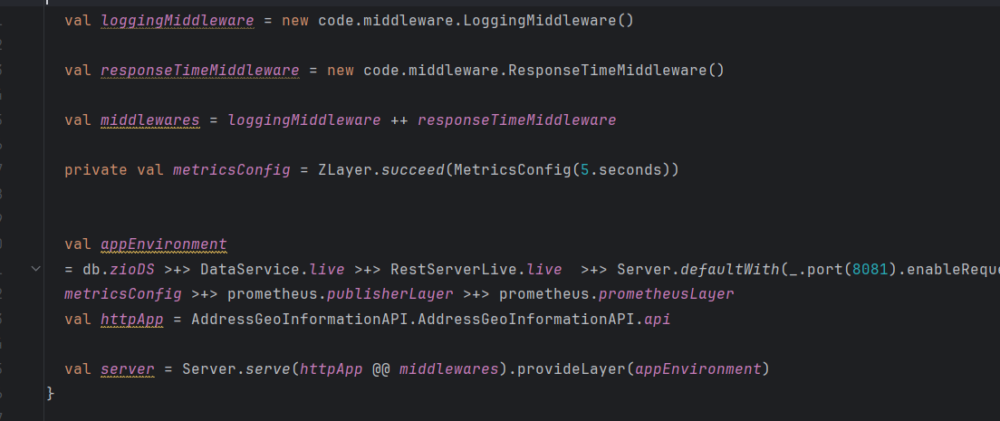 val loggingMiddleware = new code.middleware.LoggingMiddleware()
val responseTimeMiddleware = new code.middleware.ResponseTimeMiddleware()
val middlewares = loggingMiddleware ++ responseTimeMiddleware
private val metricsConfig = ZLayer.succeed(MetricsConfig(5.seconds))
val appEnvironment
= db.zioDS >+> DataService.live >+> RestServerLive.live >+> Server.defaultWith(_.port(8081).enableReque
metricsConfig >+> prometheus.publisherLayer >+> prometheus.prometheusLayer
val httpApp = AddressGeoInformationAPI.AddressGeoInformationAPI.api
val server = Server.serve(httpApp @@ middlewares).provideLayer(appEnvironment)
}